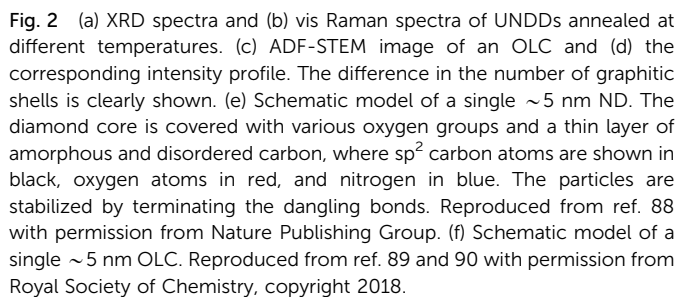 Fig. 2 (a) XRD spectra and (b) vis Raman spectra of UNDDs annealed at
different temperatures. (c) ADF-STEM image of an OLC and (d) the
corresponding intensity profile. The difference in the number of graphitic
shells is clearly shown. (e) Schematic model of a single ~5 nm ND. The
diamond core is covered with various oxygen groups and a thin layer of
amorphous and disordered carbon, where sp² carbon atoms are shown in
black, oxygen atoms in red, and nitrogen in blue. The particles are
stabilized by terminating the dangling bonds. Reproduced from ref. 88
with permission from Nature Publishing Group. (f) Schematic model of a
single ~5 nm OLC. Reproduced from ref. 89 and 90 with permission from
Royal Society of Chemistry, copyright 2018.